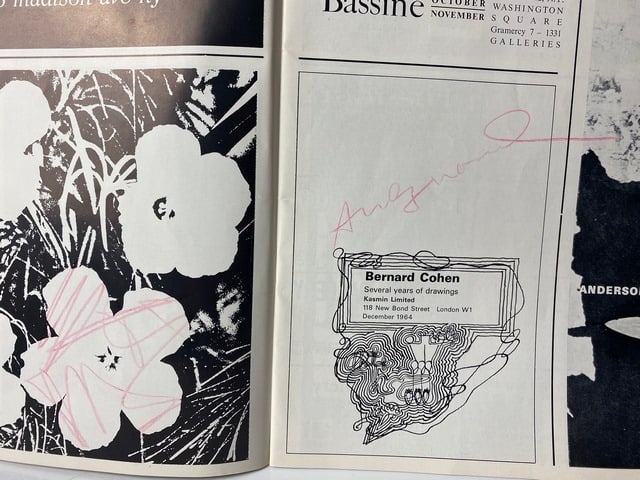 madison ave ny
Bassine
OCTOBER
NOVEMBER
WASHINGTON
SQUARE
Gramercy 7 – 1331
GALLERIES
Bernard Cohen
Several years of drawings
Kasmin Limited
118 New Bond Street London W1
December 1964
ANDERSON